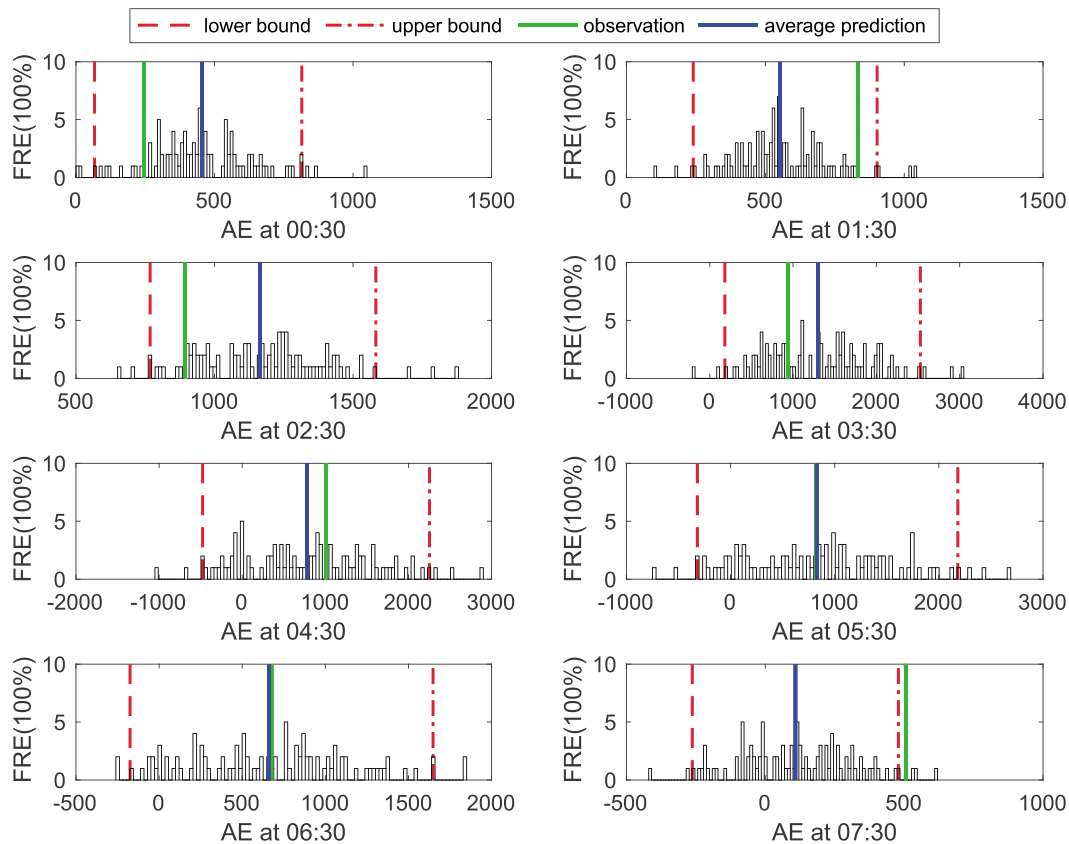 lower bound upper bound observation average prediction
10
5
0
FRE(100%)
0 500 1000 1500
AE at 00:30
10
5
0
FRE(100%)
0 500 1000 1500
AE at 01:30
10
5
0
FRE(100%)
500 1000 1500 2000
AE at 02:30
10
5
0
FRE(100%)
-1000 0 1000 2000 3000 4000
AE at 03:30
10
5
0
FRE(100%)
-2000 -1000 0 1000 2000 3000
AE at 04:30
10
5
0
FRE(100%)
-1000 0 1000 2000 3000
AE at 05:30
10
5
0
FRE(100%)
-500 0 500 1000 1500 2000
AE at 06:30
10
5
0
FRE(100%)
-500 0 500 1000
AE at 07:30